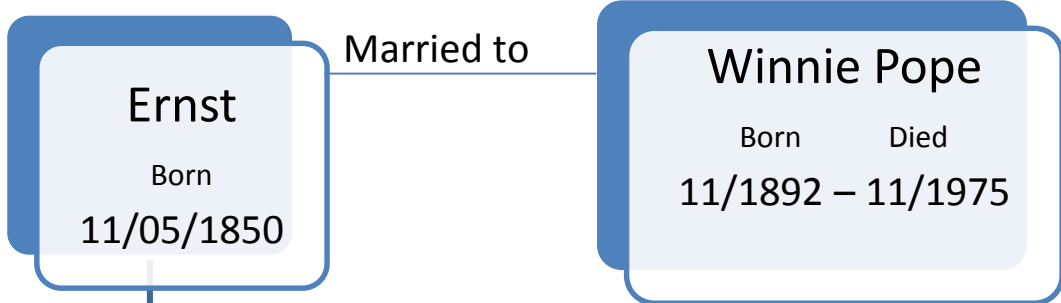 Ernst
Born
11/05/1850
Married to
Winnie Pope
Born Died
11/1892 – 11/1975